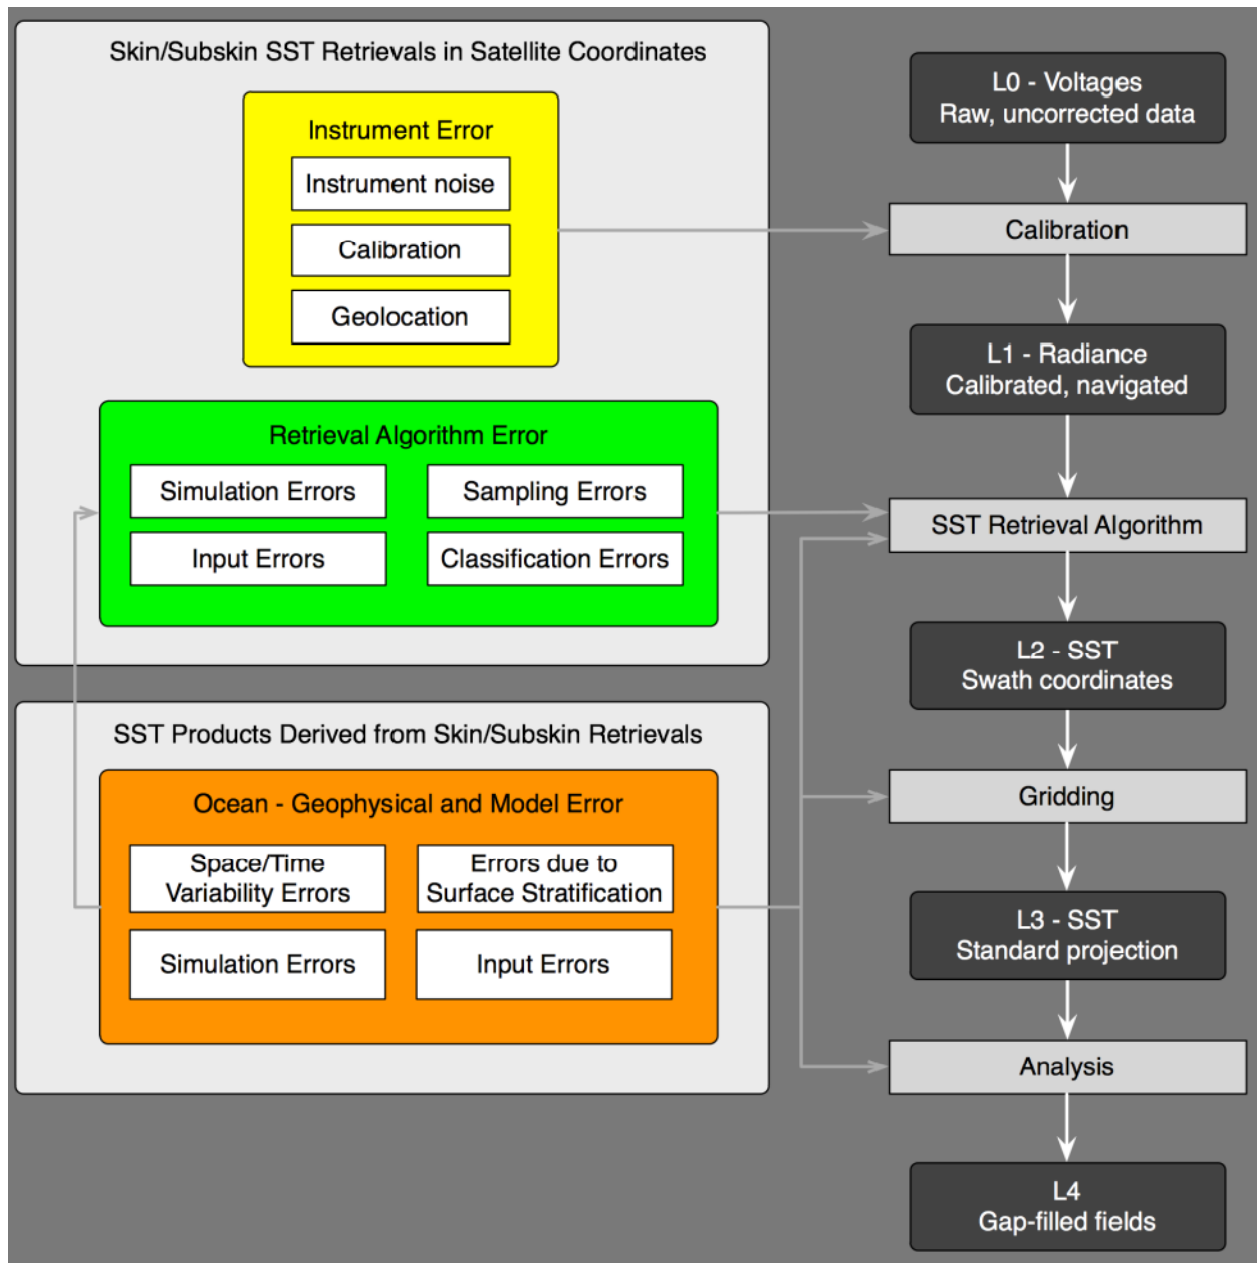 Skin/Subskin SST Retrievals in Satellite Coordinates
Instrument Error
Instrument noise
Calibration
Geolocation
Retrieval Algorithm Error
Simulation Errors
Sampling Errors
Input Errors
Classification Errors
SST Products Derived from Skin/Subskin Retrievals
Ocean - Geophysical and Model Error
Space/Time
Variability Errors
Errors due to
Surface Stratification
Simulation Errors
Input Errors
L0 - Voltages
Raw, uncorrected data
Calibration
L1 - Radiance
Calibrated, navigated
SST Retrieval Algorithm
L2 - SST
Swath coordinates
Gridding
L3 - SST
Standard projection
Analysis
L4
Gap-filled fields